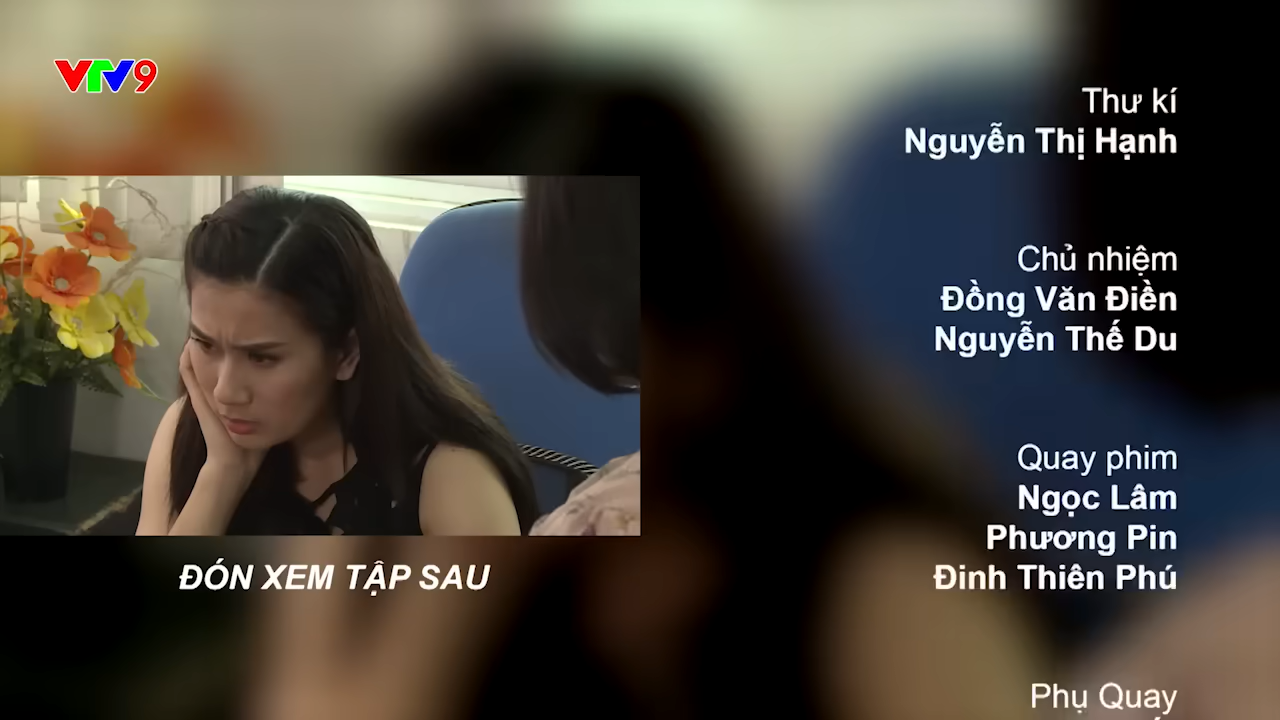 VTV9
Thư kí
Nguyễn Thị Hạnh
Chủ nhiệm
Đồng Văn Điền
Nguyễn Thế Du
Quay phim
Ngọc Lâm
Phương Pin
Đinh Thiên Phú
ĐÓN XEM TẬP SAU
Phụ Quay